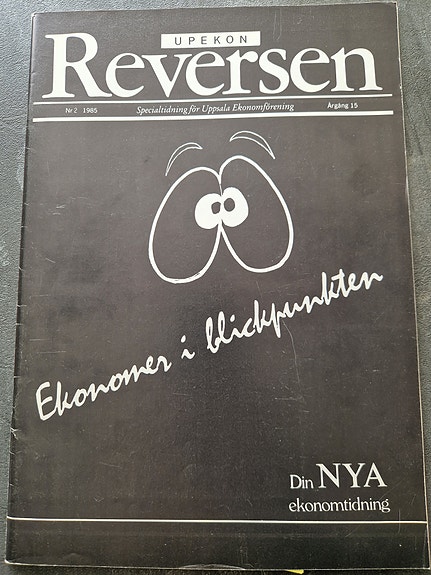 UPEKON
Reversen
Nr 2 1985 Specialtidning för Uppsala Ekonomförening Årgång 15
Ekonomer i blickpunkten
Din NYA
ekonomtidning